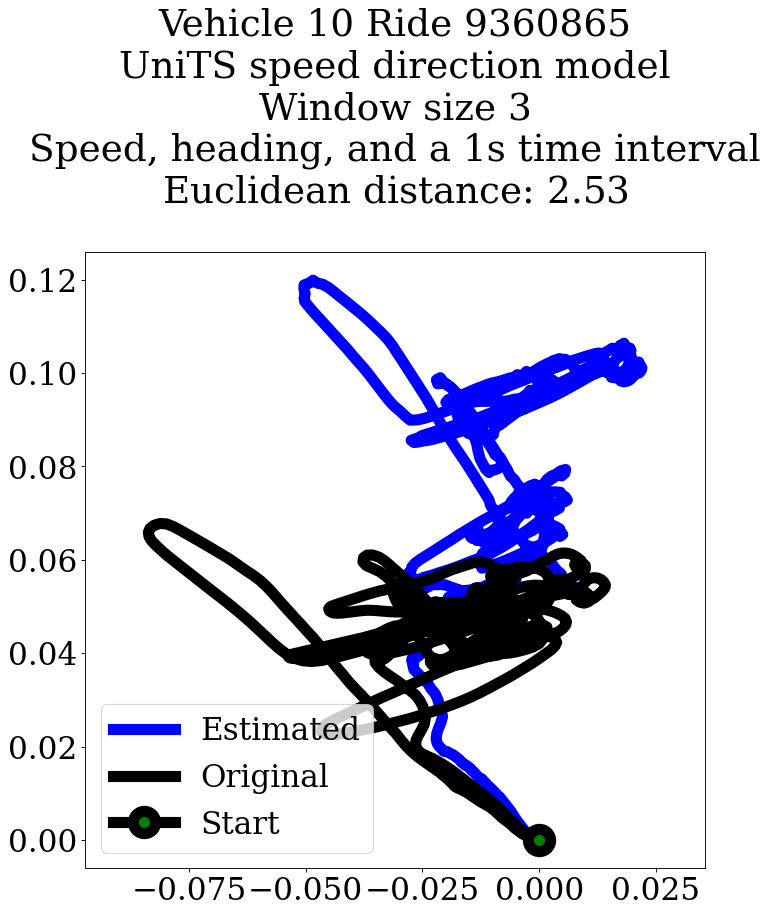 Vehicle 10 Ride 9360865
UniTS speed direction model
Window size 3
Speed, heading, and a 1s time interval
Euclidean distance: 2.53
0.12
0.10
0.08
0.06
0.04
0.02
0.00
Estimated
Original
Start
−0.075 −0.050 −0.025 0.000 0.025